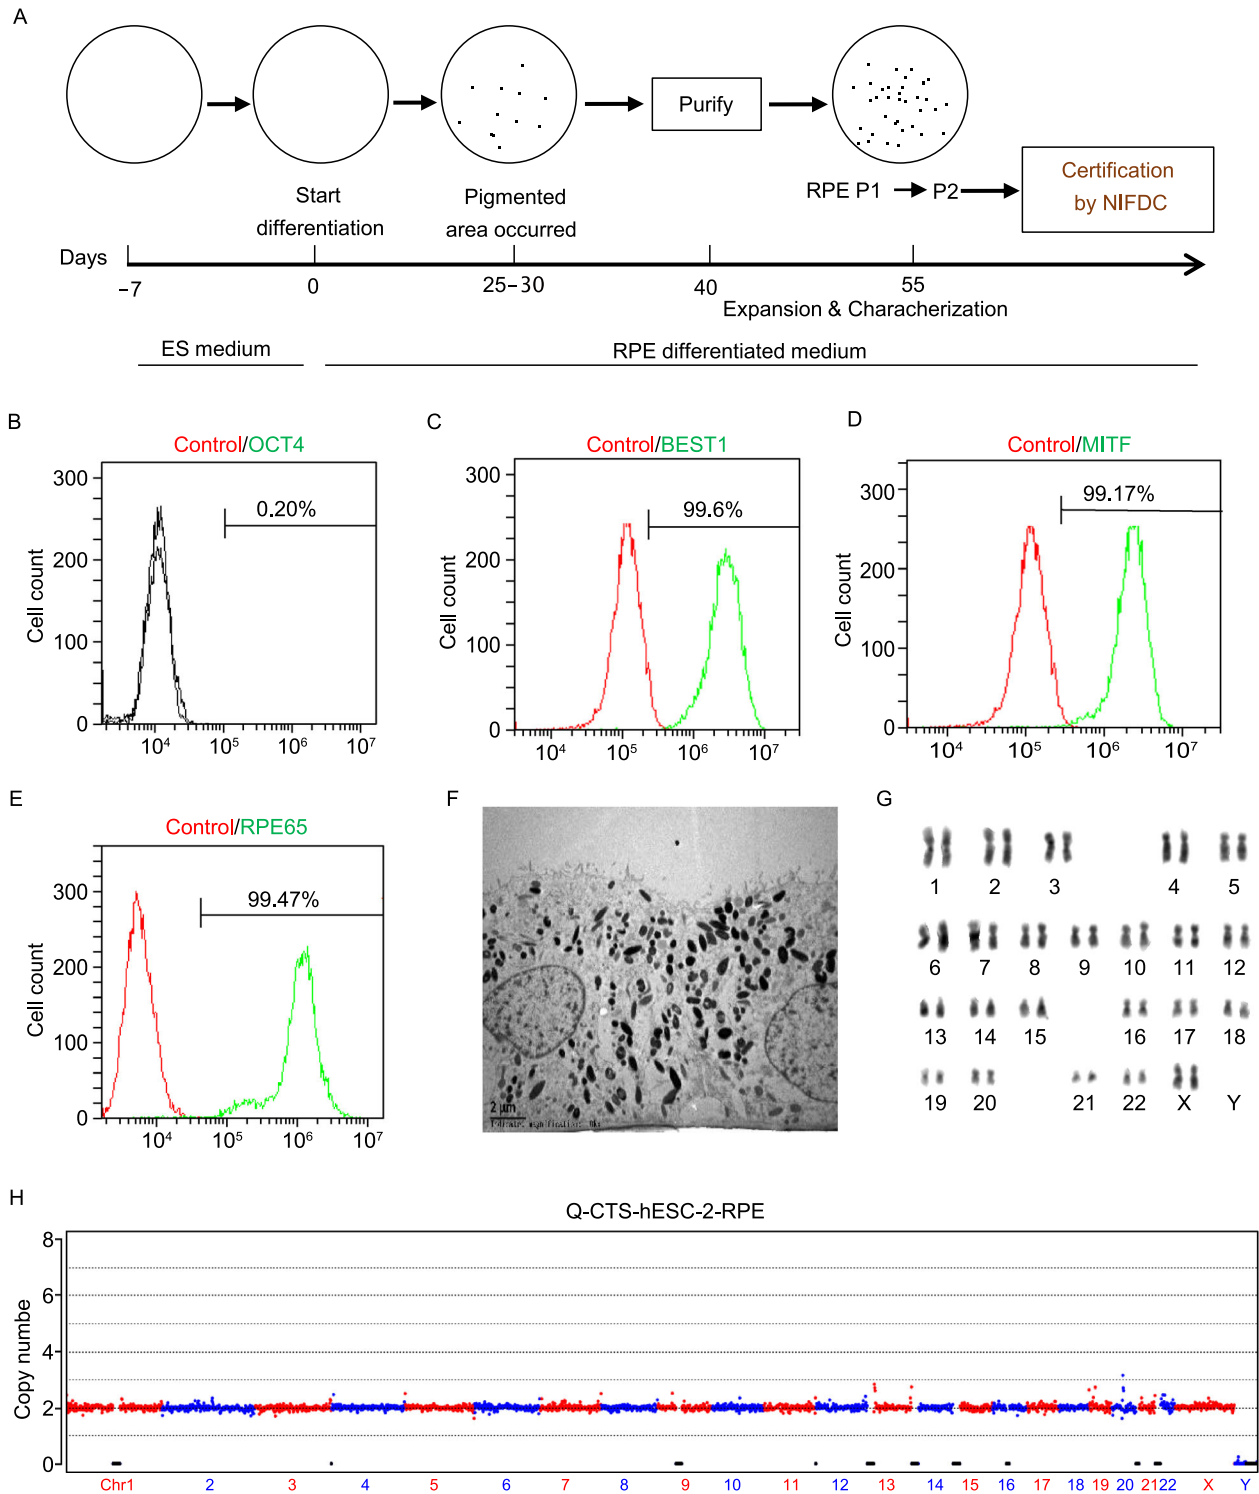 A
Purify
Start
differentiation
Pigmented
area occurred
RPE P1
P2
Certification
by NIFDC
Days
-7
0
25-30
40
55
Expansion & Characherization
ES medium
RPE differentiated medium
B
Control/OCT4
0.20%
Cell count
300
200
100
0
10⁴ 10⁵ 10⁶ 10⁷
C
Control/BEST1
99.6%
Cell count
300
200
100
0
10⁴ 10⁵ 10⁶ 10⁷
D
Control/MITF
99.17%
Cell count
300
200
100
0
10⁴ 10⁵ 10⁶ 10⁷
E
Control/RPE65
99.47%
Cell count
300
200
100
0
10⁴ 10⁵ 10⁶ 10⁷
F
2 µm
G
1 2 3 4 5
6 7 8 9 10 11 12
13 14 15 16 17 18
19 20 21 22 X Y
H
Q-CTS-hESC-2-RPE
Copy numbe
8
6
4
2
0
Chr1 2 3 4 5 6 7 8 9 10 11 12 13 14 15 16 17 18 19 20 21 22 X Y